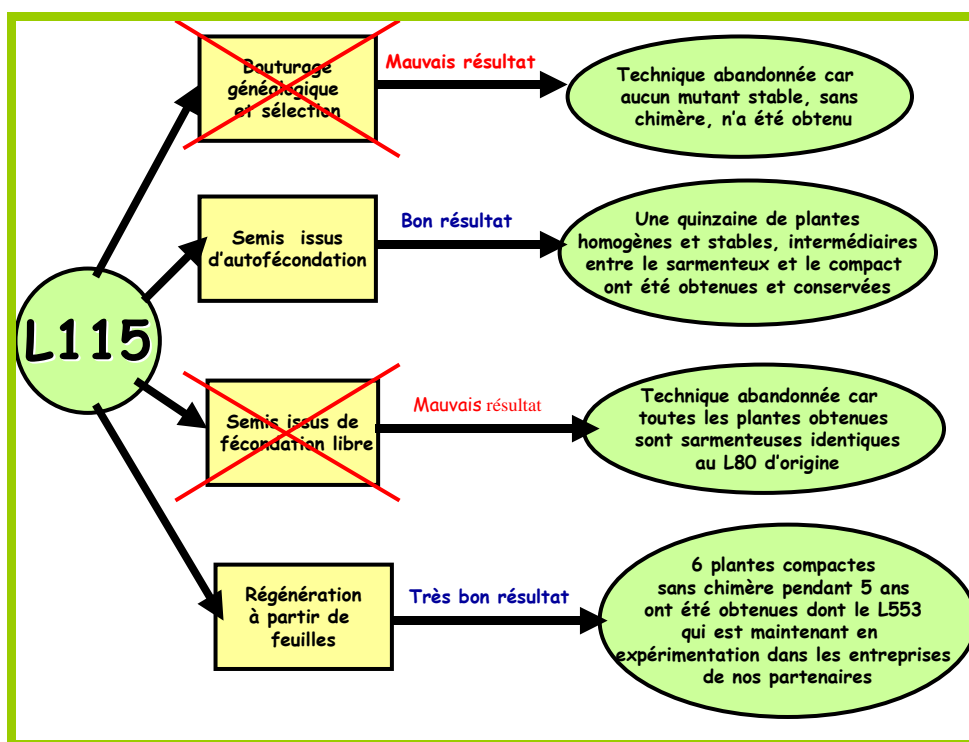 Bouturage
généalogique
et sélection
Mauvais résultat
Technique abandonnée car
aucun mutant stable, sans
chimère, n'a été obtenu
Semis issus
d'autofécondation
Bon résultat
Une quinzaine de plantes
homogènes et stables, intermédiaires
entre le sarmenteux et le compact
ont été obtenues et conservées
L115
Semis issus de
fécondation libre
Mauvais résultat
Technique abandonnée car
toutes les plantes obtenues
sont sarmenteuses identiques
au L80 d'origine
Régénération
à partir de
feuilles
Très bon résultat
6 plantes compactes
sans chimère pendant 5 ans
ont été obtenues dont le L553
qui est maintenant en
expérimentation dans les entreprises
de nos partenaires